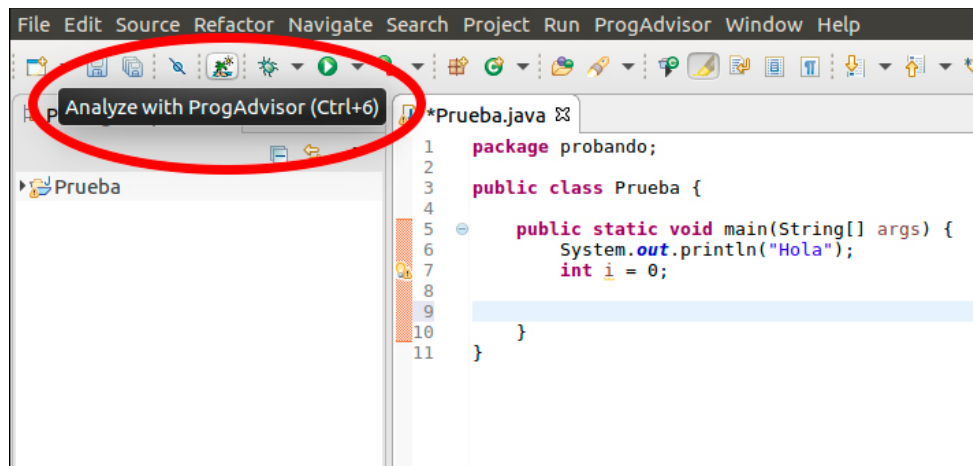 File Edit Source Refactor Navigate Search Project Run ProgAdvisor Window Help
Analyze with ProgAdvisor (Ctrl+6)
*Prueba.java
Prueba
1 package probando;
2
3 public class Prueba {
4
5 public static void main(String[] args) {
6 System.out.println("Hola");
7 int i = 0;
8
9
10 }
11 }